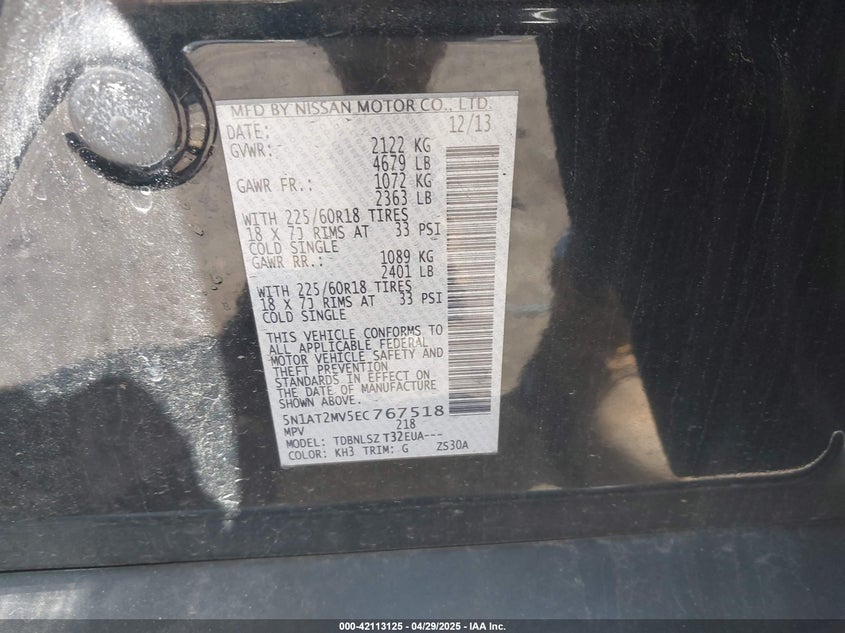 MFD BY NISSAN MOTOR CO., LTD.
DATE: 12/13
GVWR: 2122 KG
4679 LB
GAWR FR.: 1072 KG
2363 LB
WITH 225/60R18 TIRES
18 X 7J RIMS AT 33 PSI
COLD SINGLE
GAWR RR.: 1089 KG
2401 LB
WITH 225/60R18 TIRES
18 X 7J RIMS AT 33 PSI
COLD SINGLE
THIS VEHICLE CONFORMS TO
ALL APPLICABLE FEDERAL
MOTOR VEHICLE SAFETY AND
THEFT PREVENTION
STANDARDS IN EFFECT ON
THE DATE OF MANUFACTURE
SHOWN ABOVE.
5N1AT2MV5EC767518
MPV 218
MODEL: TDBNLSZ T32EUA---
COLOR: KH3 TRIM: G ZS30A
000-42113125 - 04/29/2025 - IAA Inc.